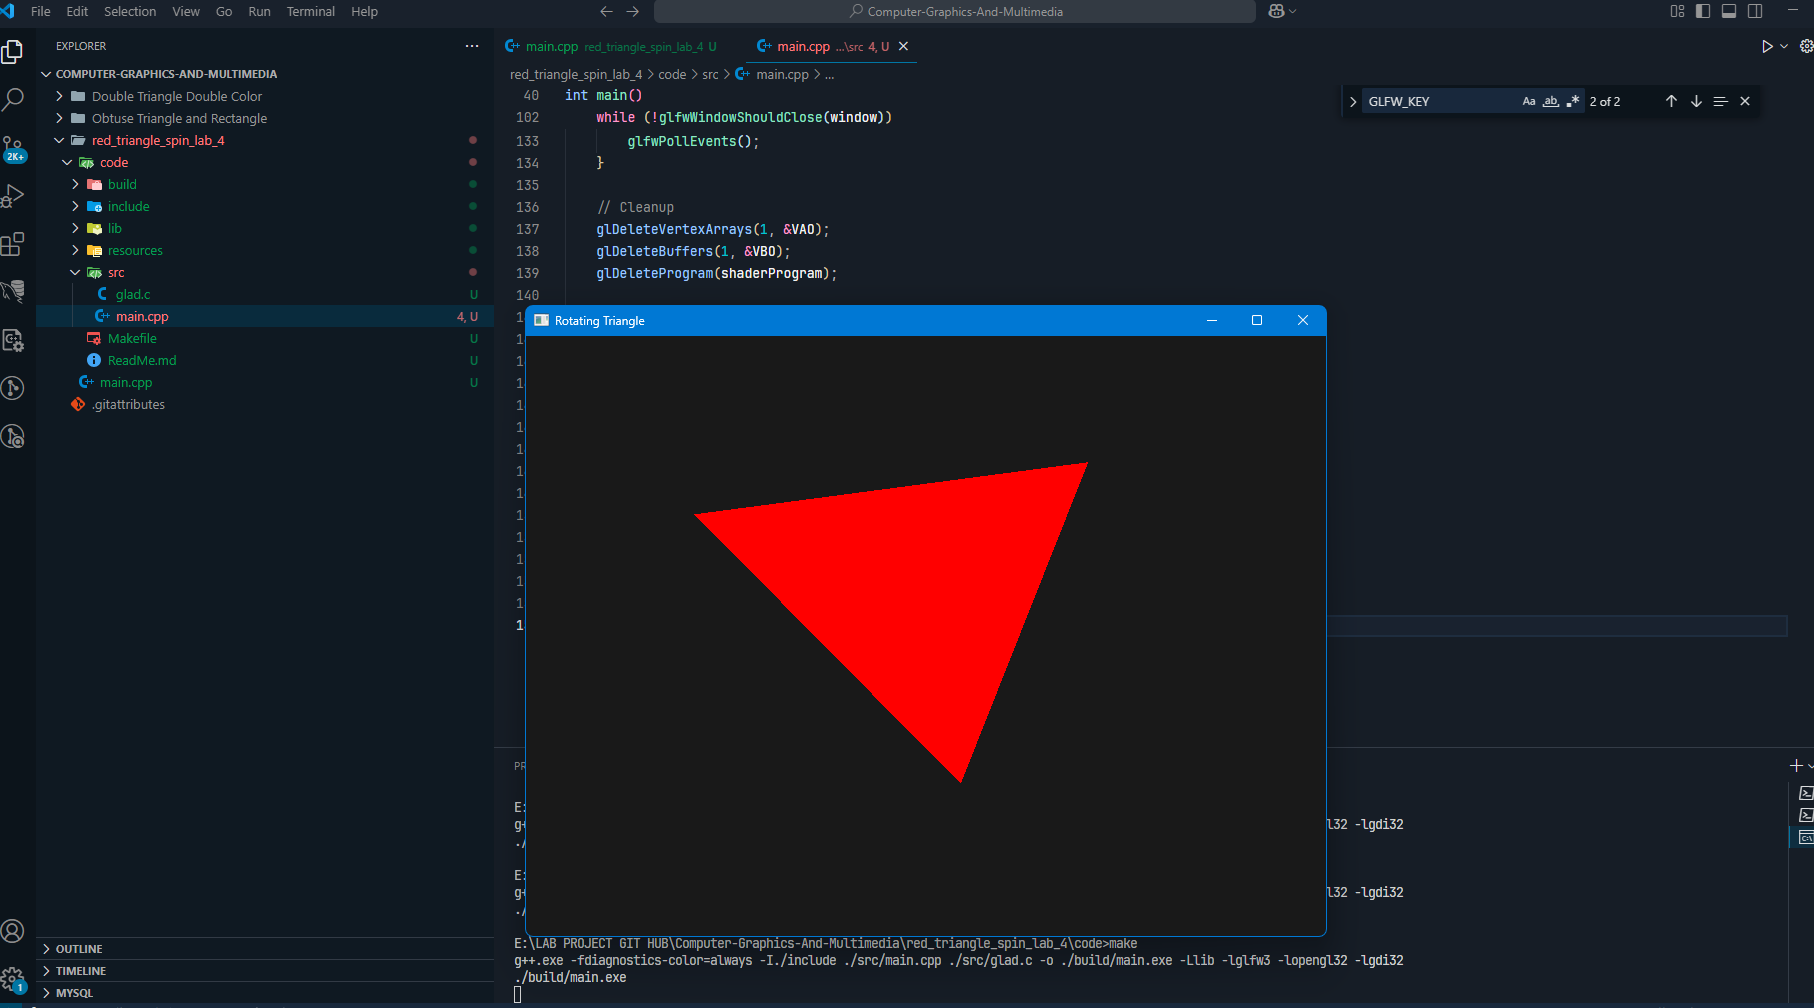 File Edit Selection View Go Run Terminal Help
Computer-Graphics-And-Multimedia
EXPLORER
COMPUTER-GRAPHICS-AND-MULTIMEDIA
Double Triangle Double Color
Obtuse Triangle and Rectangle
red_triangle_spin_lab_4
code
build
include
lib
resources
src
glad.c U
main.cpp 4, U
Makefile U
ReadMe.md U
main.cpp U
.gitattributes
OUTLINE
TIMELINE
MYSQL
2K+
1
main.cpp red_triangle_spin_lab_4 U
main.cpp ...\src 4, U
red_triangle_spin_lab_4 > code > src > main.cpp > ...
GLFW_KEY Aa ab 2 of 2
40 int main()
102 while (!glfwWindowShouldClose(window))
133 glfwPollEvents();
134 }
135
136 // Cleanup
137 glDeleteVertexArrays(1, &VAO);
138 glDeleteBuffers(1, &VBO);
139 glDeleteProgram(shaderProgram);
140
Rotating Triangle
l32 -lgdi32
l32 -lgdi32
E:\LAB PROJECT GIT HUB\Computer-Graphics-And-Multimedia\red_triangle_spin_lab_4\code>make
g++.exe -fdiagnostics-color=always -I./include ./src/main.cpp ./src/glad.c -o ./build/main.exe -Llib -lglfw3 -lopengl32 -lgdi32
./build/main.exe